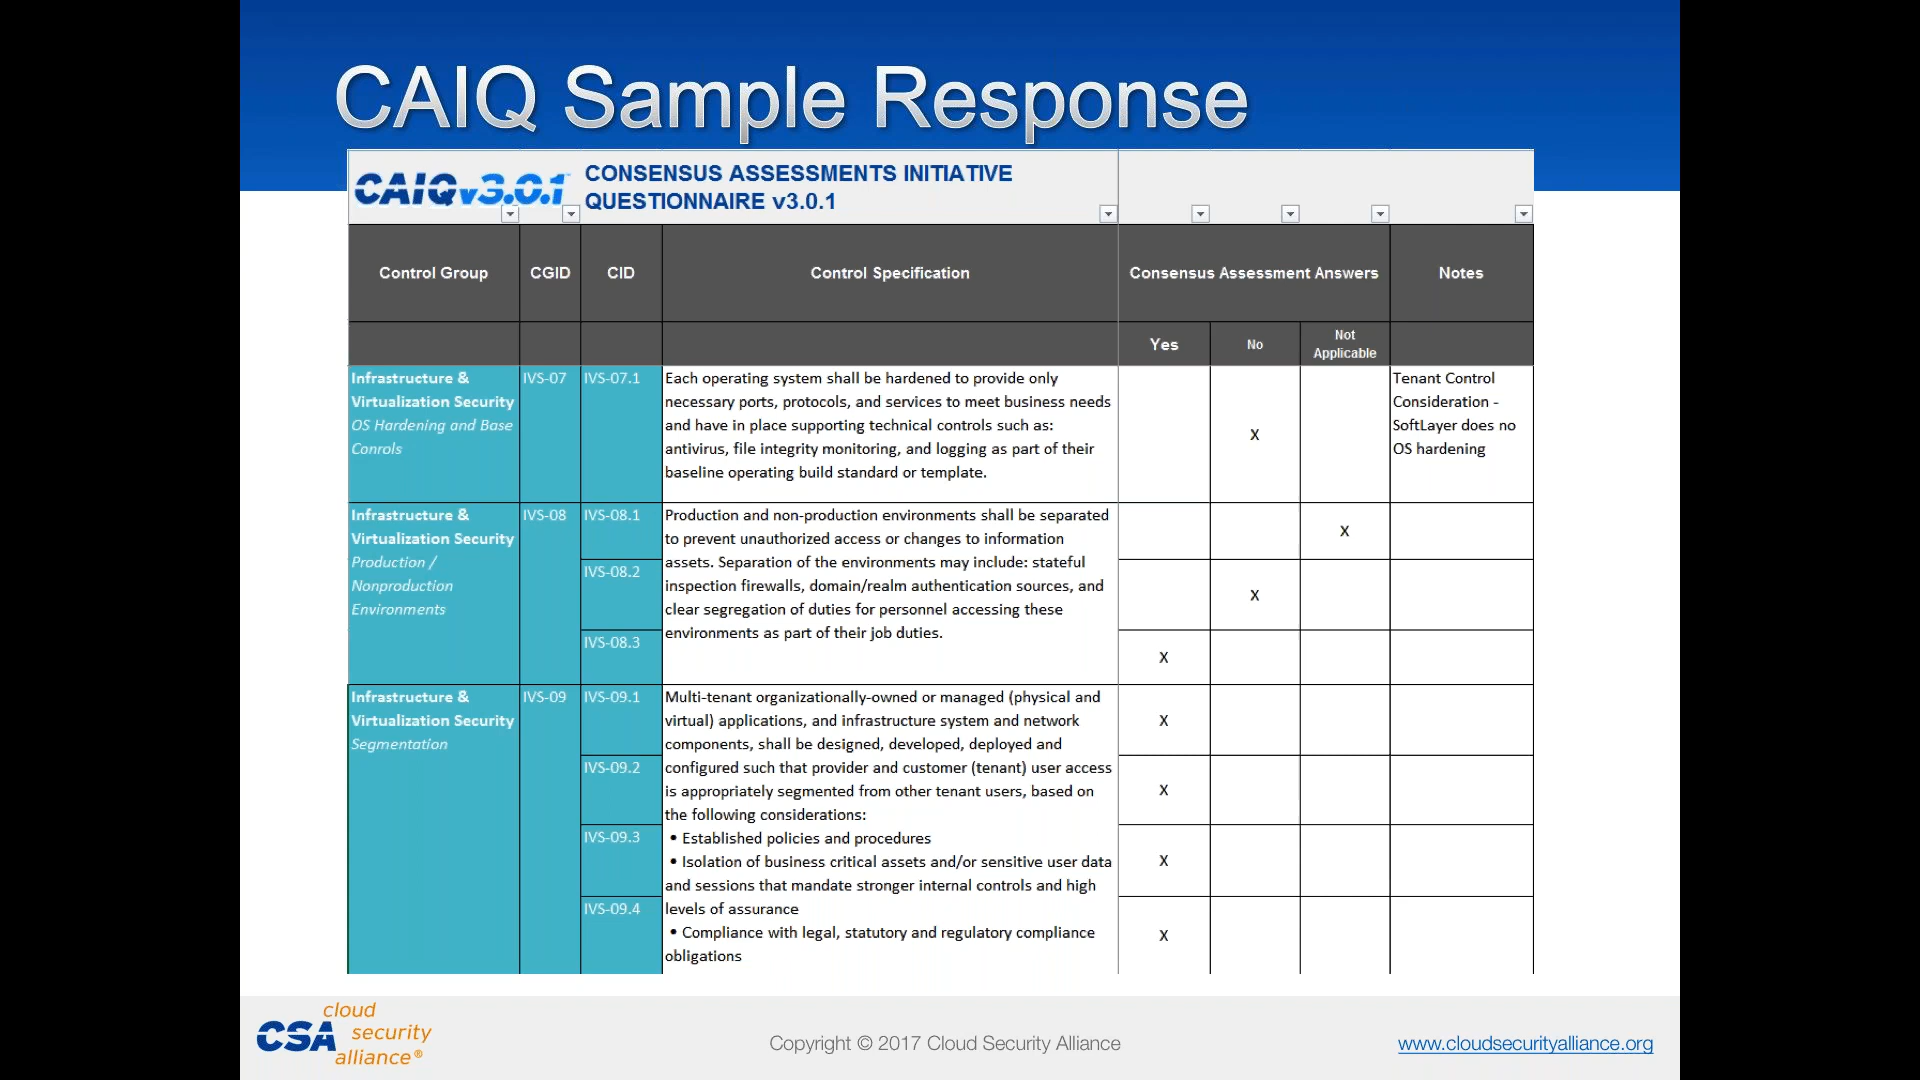 CAIQ Sample Response
CAIQv3.0.1™
CONSENSUS ASSESSMENTS INITIATIVE
QUESTIONNAIRE v3.0.1
Control Group
CGID
CID
Control Specification
Consensus Assessment Answers
Notes
Yes
No
Not
Applicable
Infrastructure &
Virtualization Security
OS Hardening and Base
Conrols
IVS-07
IVS-07.1
Each operating system shall be hardened to provide only
necessary ports, protocols, and services to meet business needs
and have in place supporting technical controls such as:
antivirus, file integrity monitoring, and logging as part of their
baseline operating build standard or template.
X
Tenant Control
Consideration -
SoftLayer does no
OS hardening
Infrastructure &
Virtualization Security
Production /
Nonproduction
Environments
IVS-08
IVS-08.1
IVS-08.2
IVS-08.3
Production and non-production environments shall be separated
to prevent unauthorized access or changes to information
assets. Separation of the environments may include: stateful
inspection firewalls, domain/realm authentication sources, and
clear segregation of duties for personnel accessing these
environments as part of their job duties.
X
X
X
Infrastructure &
Virtualization Security
Segmentation
IVS-09
IVS-09.1
IVS-09.2
IVS-09.3
IVS-09.4
Multi-tenant organizationally-owned or managed (physical and
virtual) applications, and infrastructure system and network
components, shall be designed, developed, deployed and
configured such that provider and customer (tenant) user access
is appropriately segmented from other tenant users, based on
the following considerations:
• Established policies and procedures
• Isolation of business critical assets and/or sensitive user data
and sessions that mandate stronger internal controls and high
levels of assurance
• Compliance with legal, statutory and regulatory compliance
obligations
X
X
X
X
CSA
cloud
security
alliance®
Copyright © 2017 Cloud Security Alliance
www.cloudsecurityalliance.org